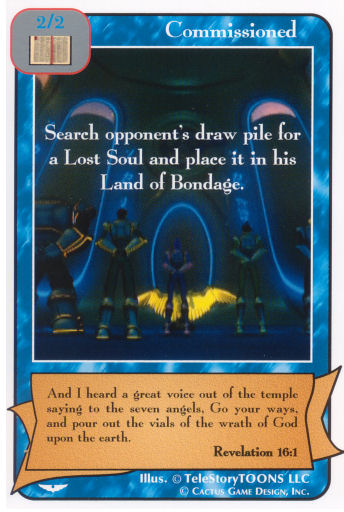 2/2
Commissioned
Search opponent's draw pile for
a Lost Soul and place it in his
Land of Bondage.
And I heard a great voice out of the temple
saying to the seven angels, Go your ways,
and pour out the vials of the wrath of God
upon the earth.
Revelation 16:1
Illus. © TeleStoryTOONS LLC
© Cactus Game Design, Inc.